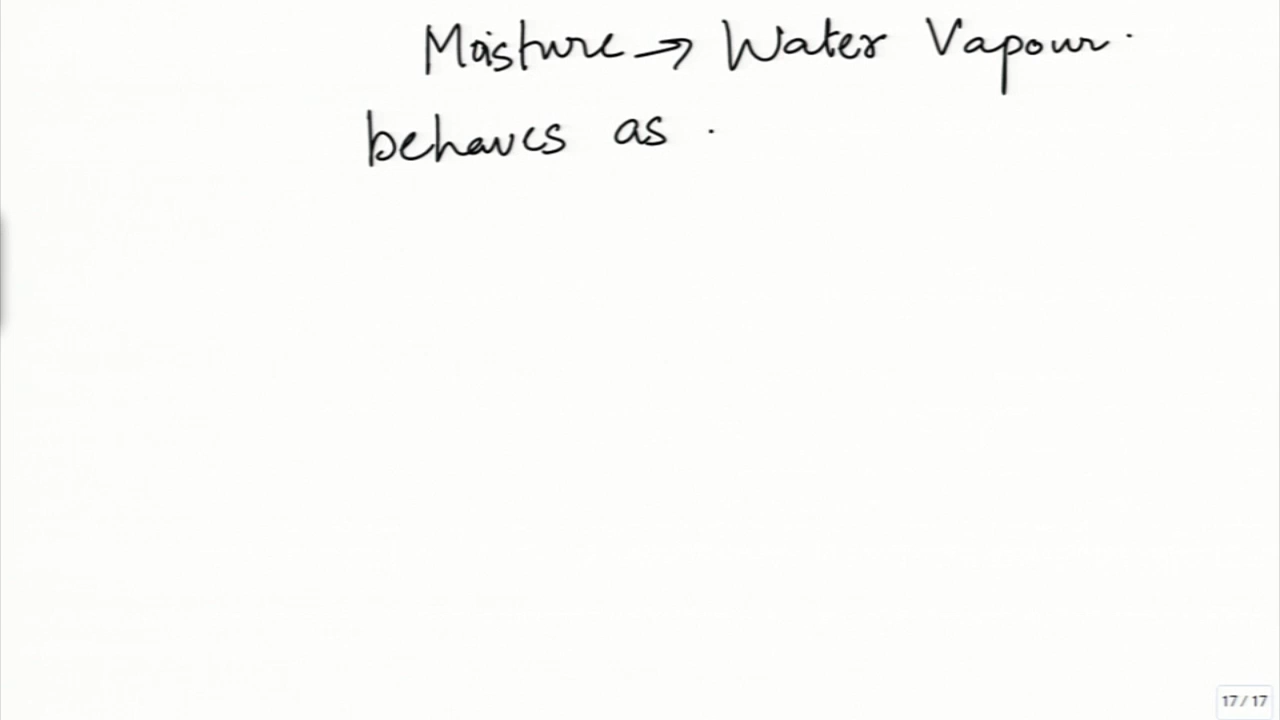 Moisture → Water Vapour.
behaves as .
17/17